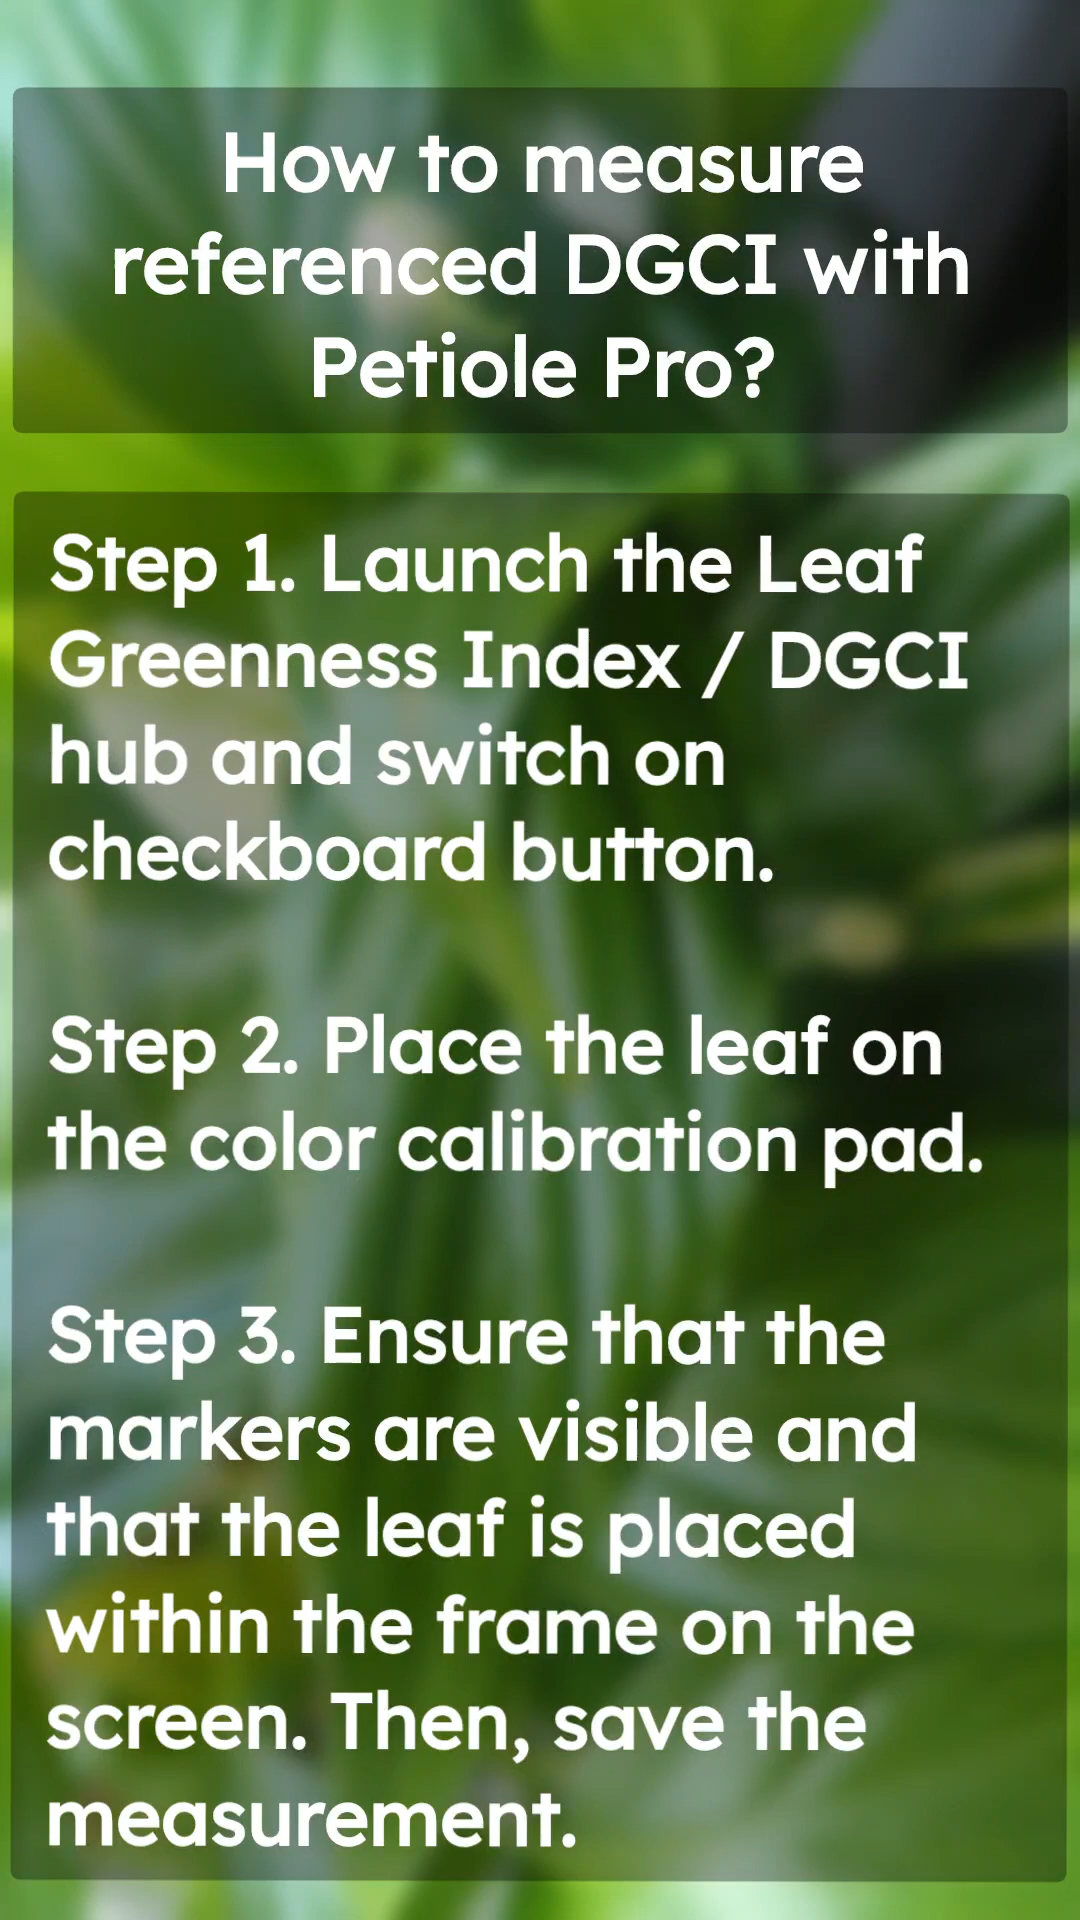 How to measure
referenced DGCI with
Petiole Pro?
Step 1. Launch the Leaf
Greenness Index / DGCI
hub and switch on
checkboard button.
Step 2. Place the leaf on
the color calibration pad.
Step 3. Ensure that the
markers are visible and
that the leaf is placed
within the frame on the
screen. Then, save the
measurement.